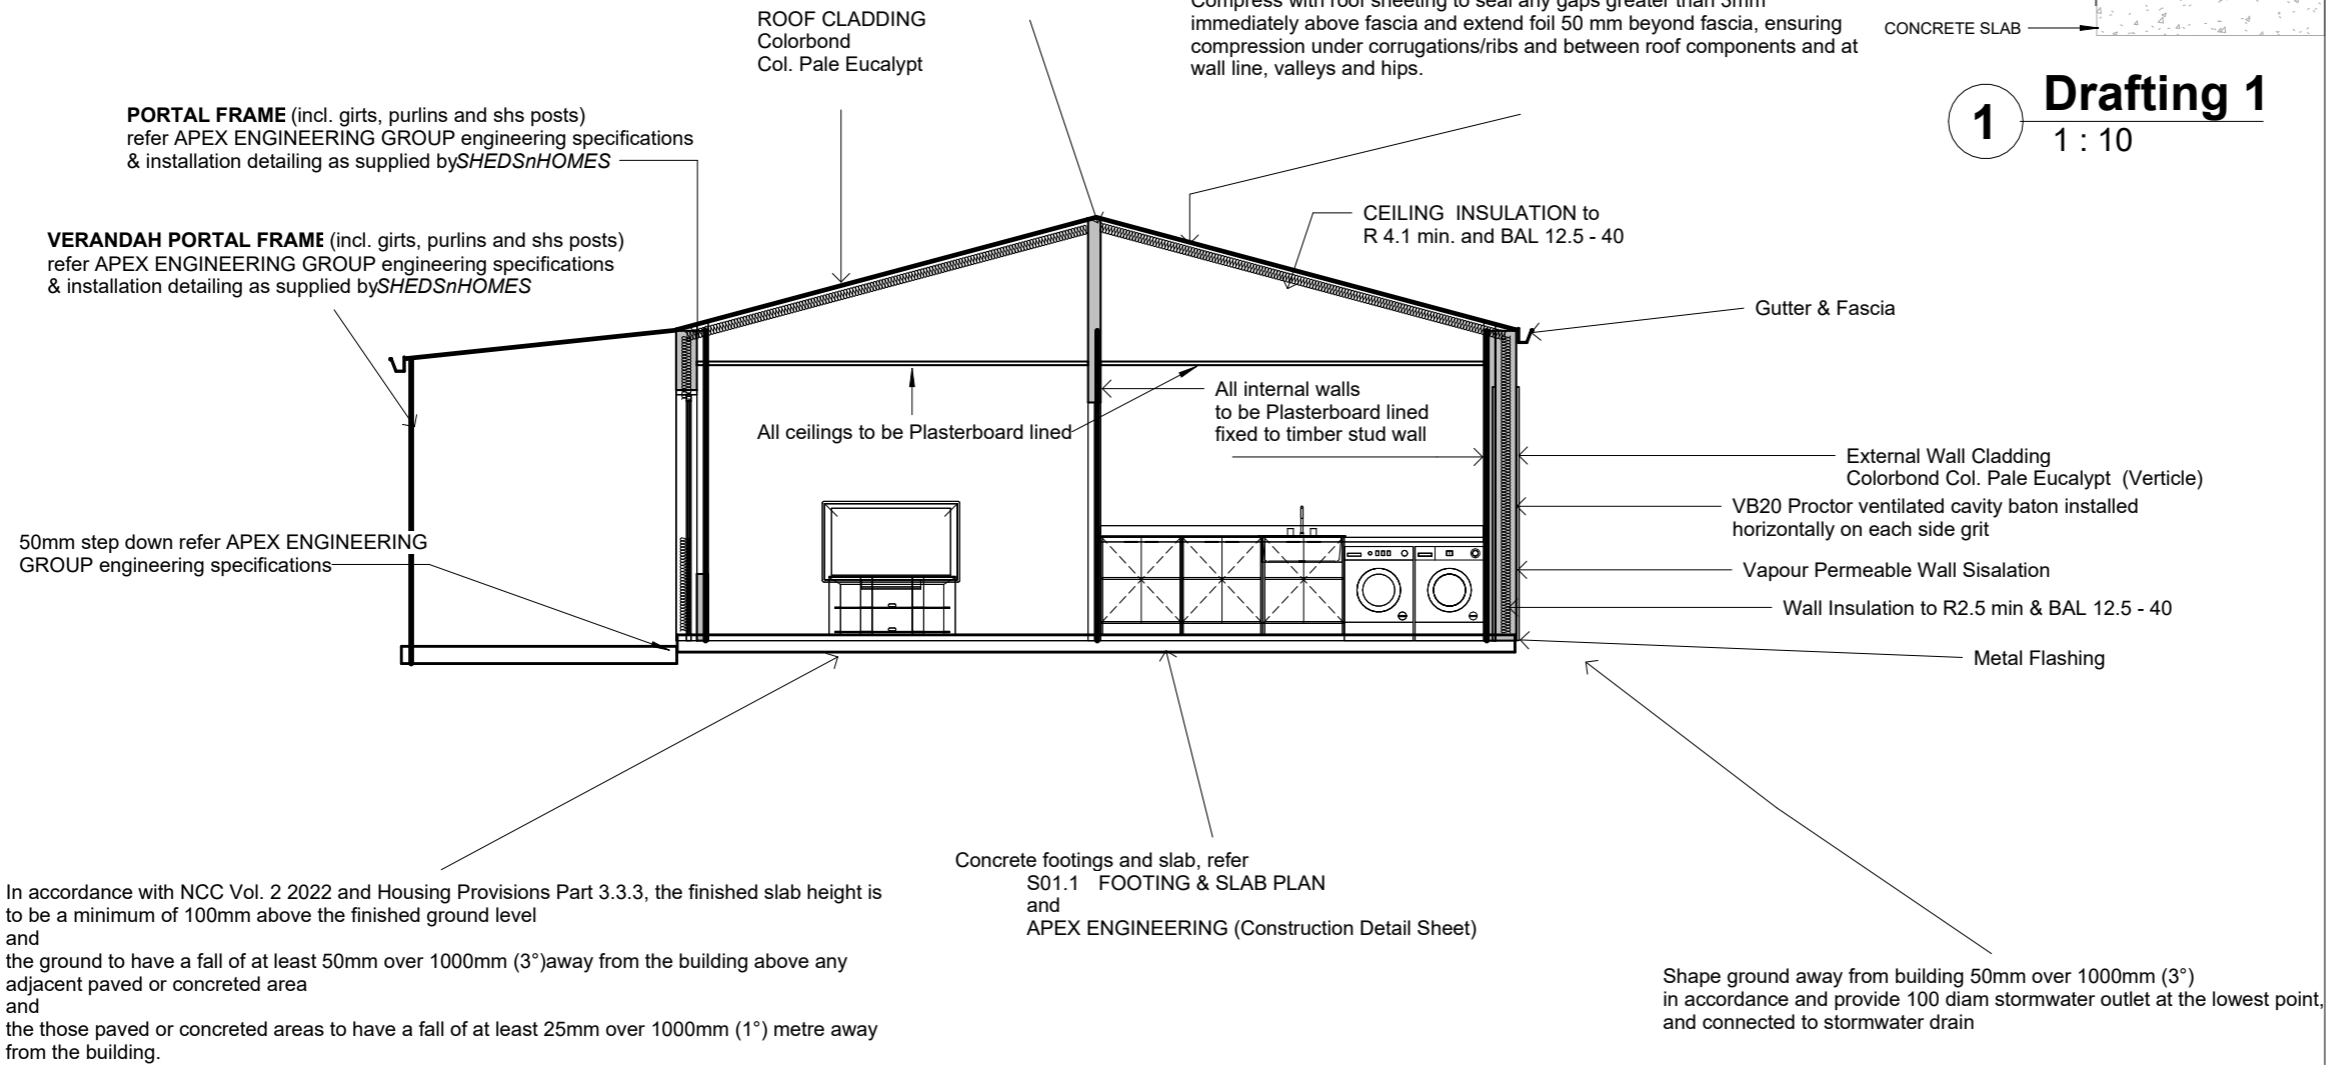 Compress with roof sheeting to seal any gaps greater than 3mm
immediately above fascia and extend foil 50 mm beyond fascia, ensuring
compression under corrugations/ribs and between roof components and at
wall line, valleys and hips.
ROOF CLADDING
Colorbond
Col. Pale Eucalypt
CONCRETE SLAB
1
Drafting 1
1 : 10
PORTAL FRAME (incl. girts, purlins and shs posts)
refer APEX ENGINEERING GROUP engineering specifications
& installation detailing as supplied bySHEDSnHOMES
VERANDAH PORTAL FRAME (incl. girts, purlins and shs posts)
refer APEX ENGINEERING GROUP engineering specifications
& installation detailing as supplied bySHEDSnHOMES
CEILING INSULATION to
R 4.1 min. and BAL 12.5 - 40
Gutter & Fascia
All ceilings to be Plasterboard lined
All internal walls
to be Plasterboard lined
fixed to timber stud wall
External Wall Cladding
Colorbond Col. Pale Eucalypt (Verticle)
VB20 Proctor ventilated cavity baton installed
horizontally on each side grit
Vapour Permeable Wall Sisalation
Wall Insulation to R2.5 min & BAL 12.5 - 40
Metal Flashing
50mm step down refer APEX ENGINEERING
GROUP engineering specifications
In accordance with NCC Vol. 2 2022 and Housing Provisions Part 3.3.3, the finished slab height is
to be a minimum of 100mm above the finished ground level
and
the ground to have a fall of at least 50mm over 1000mm (3°)away from the building above any
adjacent paved or concreted area
and
the those paved or concreted areas to have a fall of at least 25mm over 1000mm (1°) metre away
from the building.
Concrete footings and slab, refer
S01.1 FOOTING & SLAB PLAN
and
APEX ENGINEERING (Construction Detail Sheet)
Shape ground away from building 50mm over 1000mm (3°)
in accordance and provide 100 diam stormwater outlet at the lowest point,
and connected to stormwater drain